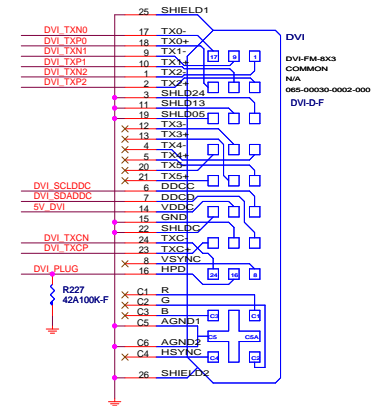 25 SHIELD1
DVI
DVI_TXN0 17 TX0-
DVI_TXP0 18 TX0+
DVI_TXN1 9 TX1-
DVI_TXP1 10 TX1+
DVI_TXN2 1 TX2-
DVI_TXP2 2 TX2+
17 9 1
DVI-FM-8X3
COMMON
N/A
065-00030-0002-000
DVI-D-F
3 SHLD24
11 SHLD13
19 SHLD05
12 TX3-
13 TX3+
4 TX4-
5 TX4+
20 TX5-
21 TX5+
DVI_SCLDDC 6 DDCC
DVI_SDADDC 7 DDCD
5V_DVI 14 VDDC
15 GND
22 SHLDC
DVI_TXCN 24 TXC-
DVI_TXCP 23 TXC+
8 VSYNC
DVI_PLUG 16 HPD
24 16 8
R227
42A100K-F
C1 R
C2 G
C3 B
C5 AGND1
C6 AGND2
C4 HSYNC
C3 C1
C5 C5A
C4 C2
26 SHIELD2